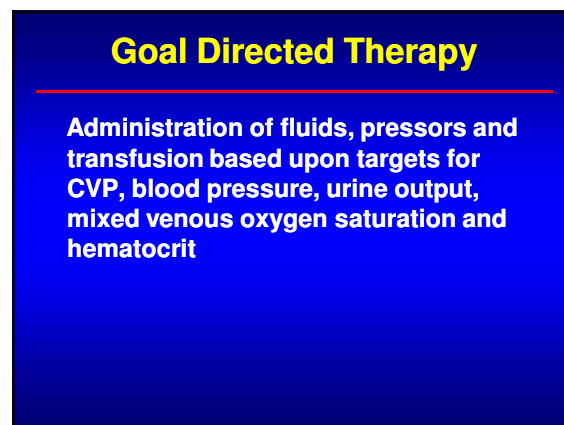 Goal Directed Therapy
Administration of fluids, pressors and
transfusion based upon targets for
CVP, blood pressure, urine output,
mixed venous oxygen saturation and
hematocrit